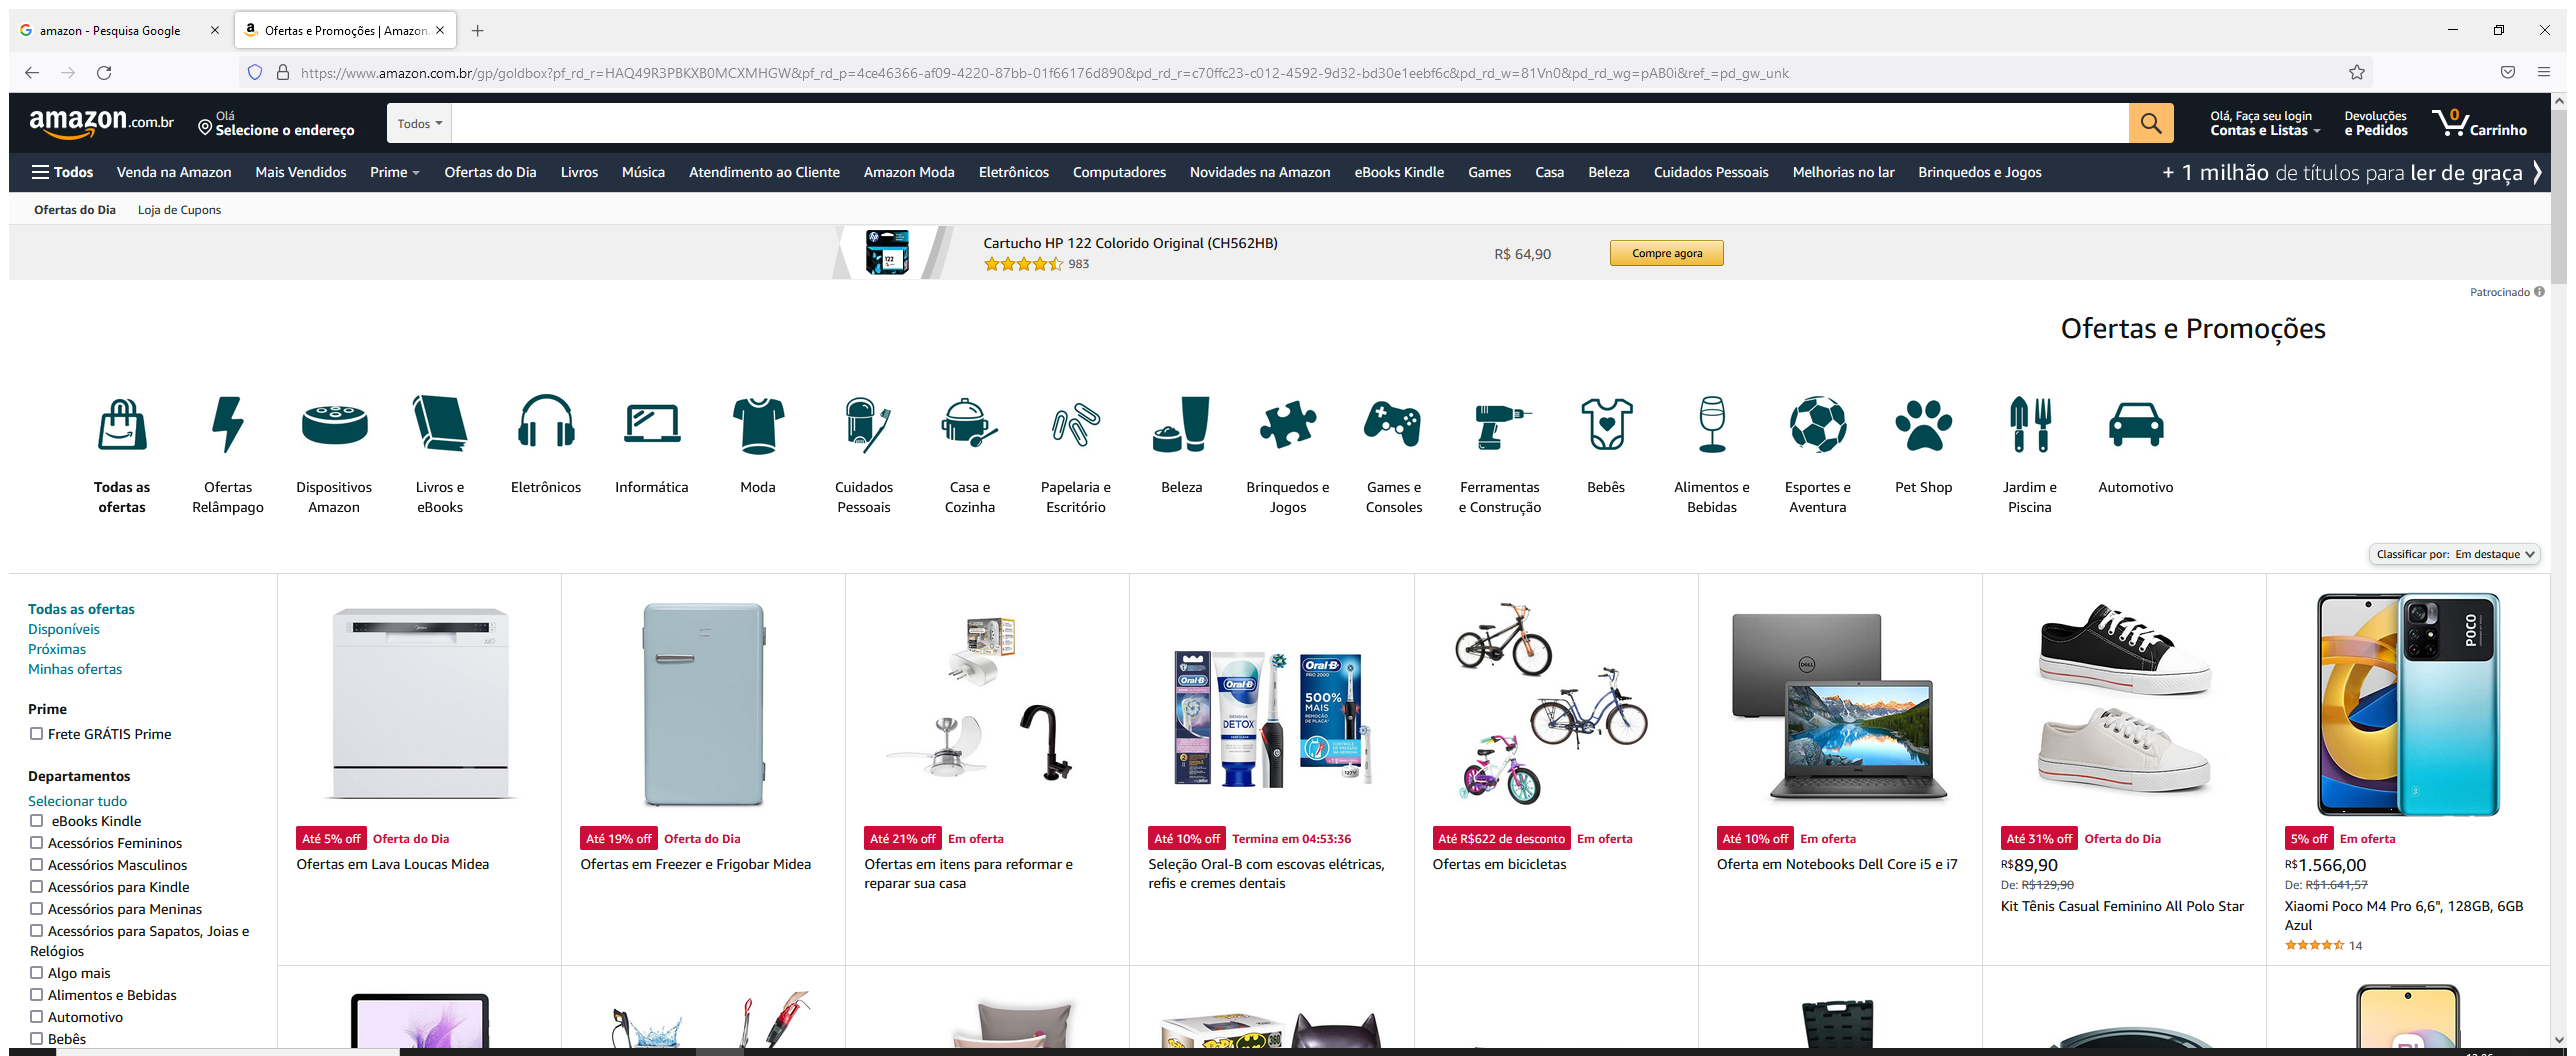 amazon - Pesquisa Google
Ofertas e Promoções | Amazon.
https://www.amazon.com.br/gp/goldbox?pf_rd_r=HAQ49R3PBKXB0MCXMHGW&pf_rd_p=4ce46366-af09-4220-87bb-01f66176d890&pd_rd_r=c70ffc23-c012-4592-9d32-bd30e1eebf6c&pd_rd_w=81Vn0&pd_rd_wg=pAB0i&ref_=pd_gw_unk
amazon.com.br
Olá
Selecione o endereço
Todos
Olá, Faça seu login
Contas e Listas
Devoluções
e Pedidos
0
Carrinho
Todos
Venda na Amazon
Mais Vendidos
Prime
Ofertas do Dia
Livros
Música
Atendimento ao Cliente
Amazon Moda
Eletrônicos
Computadores
Novidades na Amazon
eBooks Kindle
Games
Casa
Beleza
Cuidados Pessoais
Melhorias no lar
Brinquedos e Jogos
+ 1 milhão de títulos para ler de graça
Ofertas do Dia
Loja de Cupons
122
Cartucho HP 122 Colorido Original (CH562HB)
983
R$ 64,90
Compre agora
Patrocinado
Ofertas e Promoções
Todas as
ofertas
Ofertas
Relâmpago
Dispositivos
Amazon
Livros e
eBooks
Eletrônicos
Informática
Moda
Cuidados
Pessoais
Casa e
Cozinha
Papelaria e
Escritório
Beleza
Brinquedos e
Jogos
Games e
Consoles
Ferramentas
e Construção
Bebês
Alimentos e
Bebidas
Esportes e
Aventura
Pet Shop
Jardim e
Piscina
Automotivo
Classificar por: Em destaque
Todas as ofertas
Disponíveis
Próximas
Minhas ofertas
Prime
Frete GRÁTIS Prime
Departamentos
Selecionar tudo
eBooks Kindle
Acessórios Femininos
Acessórios Masculinos
Acessórios para Kindle
Acessórios para Meninas
Acessórios para Sapatos, Joias e
Relógios
Algo mais
Alimentos e Bebidas
Automotivo
Bebês
Até 5% off Oferta do Dia
Ofertas em Lava Loucas Midea
Até 19% off Oferta do Dia
Ofertas em Freezer e Frigobar Midea
Até 21% off Em oferta
Ofertas em itens para reformar e
reparar sua casa
Oral-B
Oral-B
DETOX
Oral-B
PRO 2000
500%
MAIS
REMOÇÃO
DE PLACA
127V
Até 10% off Termina em 04:53:36
Seleção Oral-B com escovas elétricas,
refis e cremes dentais
Até R$622 de desconto Em oferta
Ofertas em bicicletas
DELL
Até 10% off Em oferta
Oferta em Notebooks Dell Core i5 e i7
Até 31% off Oferta do Dia
R$89,90
De: R$129,90
Kit Tênis Casual Feminino All Polo Star
POCO
5% off Em oferta
R$1.566,00
De: R$1.641,57
Xiaomi Poco M4 Pro 6,6", 128GB, 6GB
Azul
14